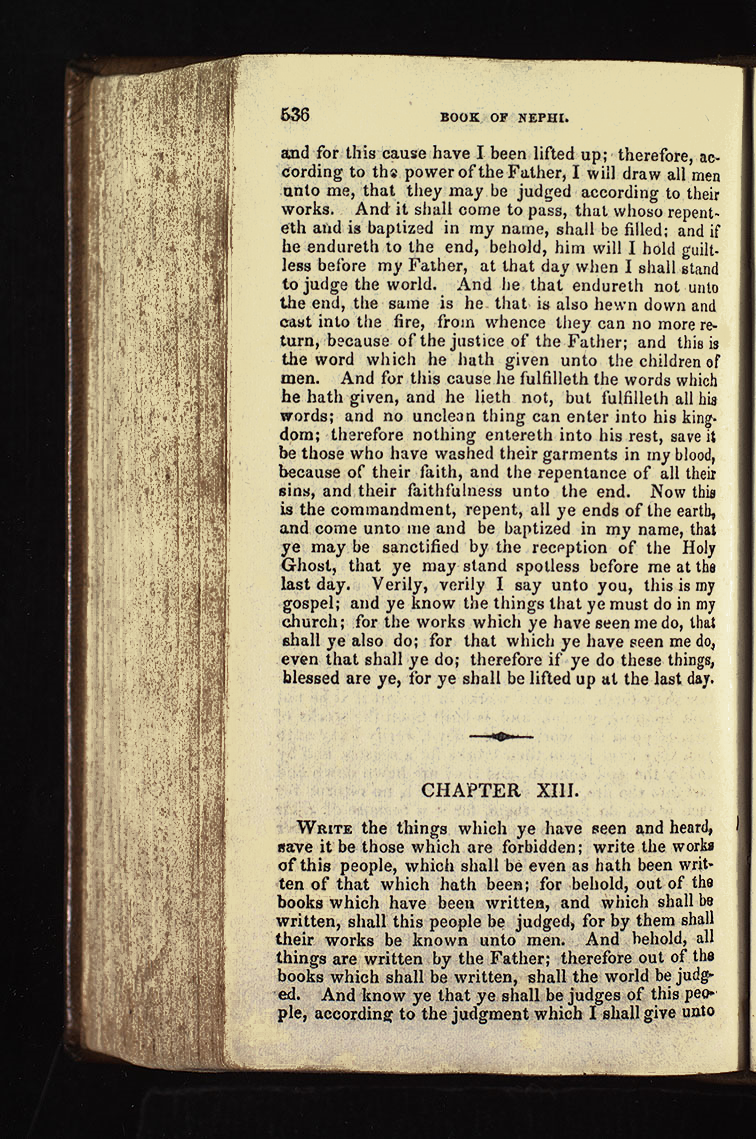 536 BOOK OF NEPHI.
and for this cause have I been lifted up; therefore, ac-
cording to the power of the Father, I will draw all men
unto me, that they may be judged according to their
works. And it shall come to pass, that whoso repent-
eth and is baptized in my name, shall be filled; and if
he endureth to the end, behold, him will I hold guilt-
less before my Father, at that day when I shall stand
to judge the world. And he that endureth not unto
the end, the same is he that is also hewn down and
cast into the fire, from whence they can no more re-
turn, because of the justice of the Father; and this is
the word which he hath given unto the children of
men. And for this cause he fulfilleth the words which
he hath given, and he lieth not, but fulfilleth all his
words; and no unclean thing can enter into his king-
dom; therefore nothing entereth into his rest, save it
be those who have washed their garments in my blood,
because of their faith, and the repentance of all their
sins, and their faithfulness unto the end. Now this
is the commandment, repent, all ye ends of the earth,
and come unto me and be baptized in my name, that
ye may be sanctified by the reception of the Holy
Ghost, that ye may stand spotless before me at the
last day. Verily, verily I say unto you, this is my
gospel; and ye know the things that ye must do in my
church; for the works which ye have seen me do, that
shall ye also do; for that which ye have seen me do,
even that shall ye do; therefore if ye do these things,
blessed are ye, for ye shall be lifted up at the last day.
CHAPTER XIII.
WRITE the things which ye have seen and heard,
save it be those which are forbidden; write the works
of this people, which shall be even as hath been writ-
ten of that which hath been; for behold, out of the
books which have been written, and which shall be
written, shall this people be judged, for by them shall
their works be known unto men. And behold, all
things are written by the Father; therefore out of the
books which shall be written, shall the world be judg-
ed. And know ye that ye shall be judges of this peo-
ple, according to the judgment which I shall give unto